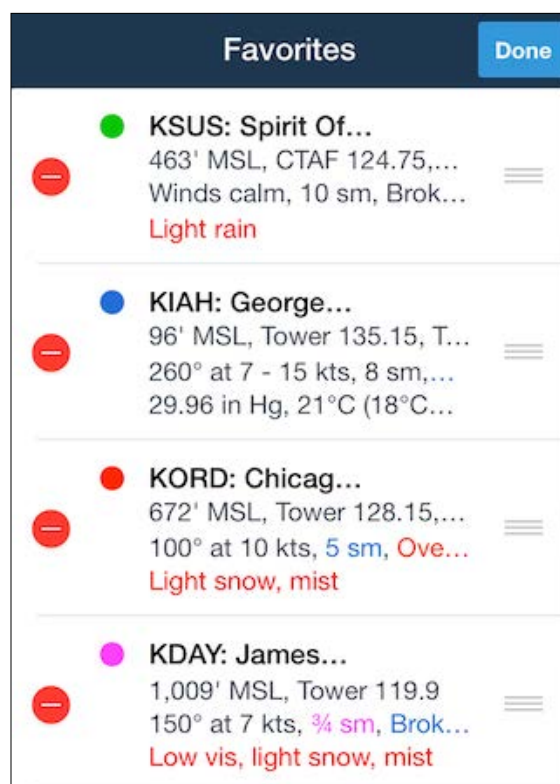 Favorites
Done
KSUS: Spirit Of...
463' MSL, CTAF 124.75,...
Winds calm, 10 sm, Brok...
Light rain
KIAH: George...
96' MSL, Tower 135.15, T...
260° at 7 - 15 kts, 8 sm,...
29.96 in Hg, 21°C (18°C...
KORD: Chicag...
672' MSL, Tower 128.15,...
100° at 10 kts, 5 sm, Ove...
Light snow, mist
KDAY: James...
1,009' MSL, Tower 119.9
150° at 7 kts, ¾ sm, Brok...
Low vis, light snow, mist